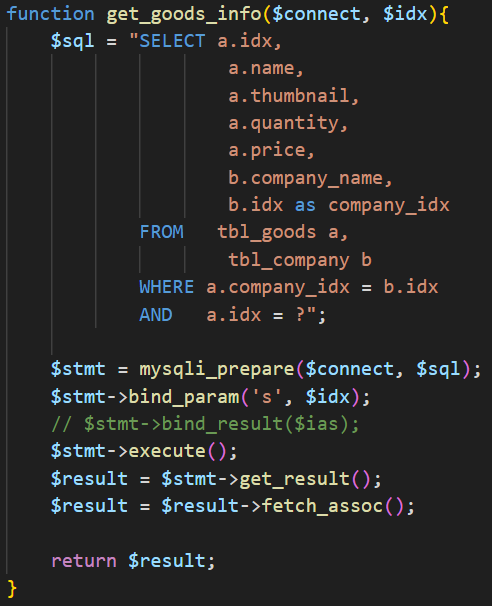 function get_goods_info($connect, $idx){
    $sql = "SELECT a.idx,
                    a.name,
                    a.thumbnail,
                    a.quantity,
                    a.price,
                    b.company_name,
                    b.idx as company_idx
            FROM   tbl_goods a,
                    tbl_company b
            WHERE a.company_idx = b.idx
            AND   a.idx = ?";

    $stmt = mysqli_prepare($connect, $sql);
    $stmt->bind_param('s', $idx);
    // $stmt->bind_result($ias);
    $stmt->execute();
    $result = $stmt->get_result();
    $result = $result->fetch_assoc();

    return $result;
}